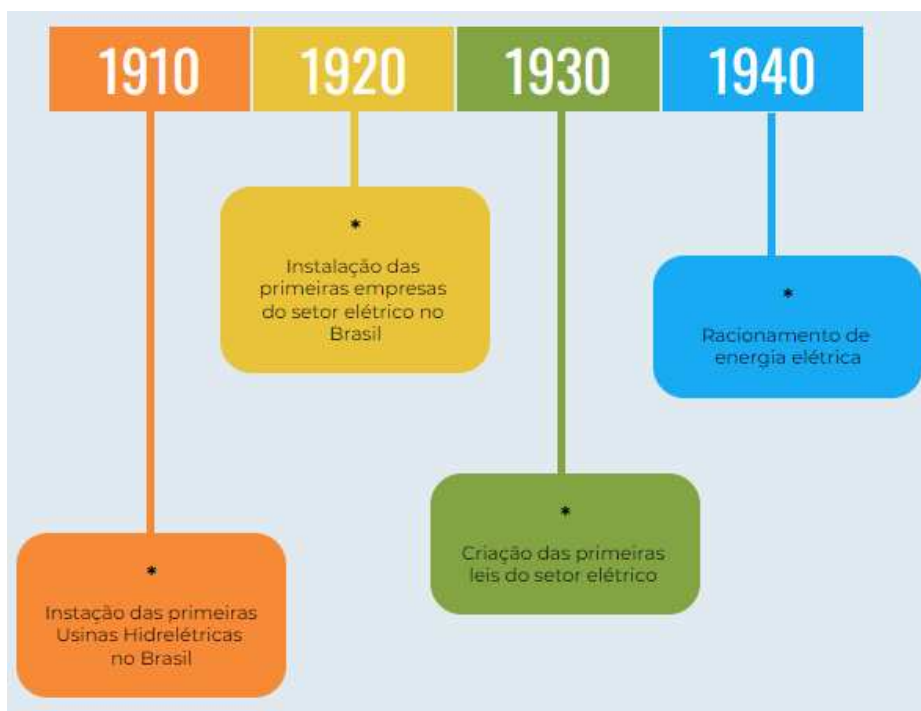 1910
1920
1930
1940
*
Instalação das
primeiras empresas
do setor elétrico no
Brasil
*
Racionamento de
energia elétrica
*
Criação das primeiras
leis do setor elétrico
*
Instação das primeiras
Usinas Hidrelétricas
no Brasil